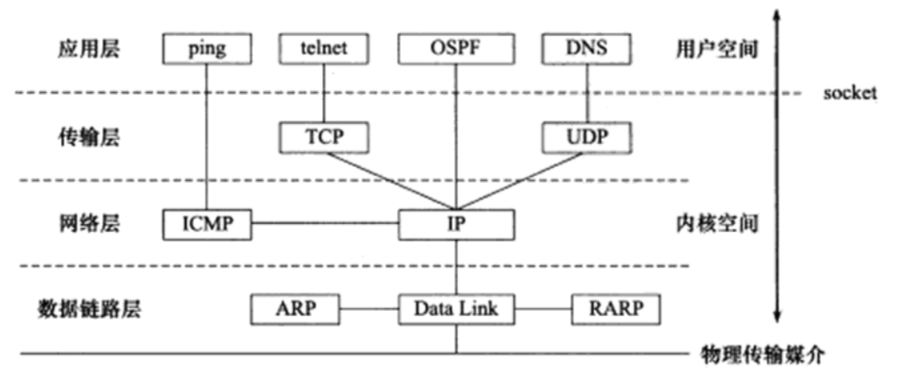 应用层 ping telnet OSPF DNS 用户空间
socket
传输层 TCP UDP
网络层 ICMP IP 内核空间
数据链路层 ARP Data Link RARP
物理传输媒介